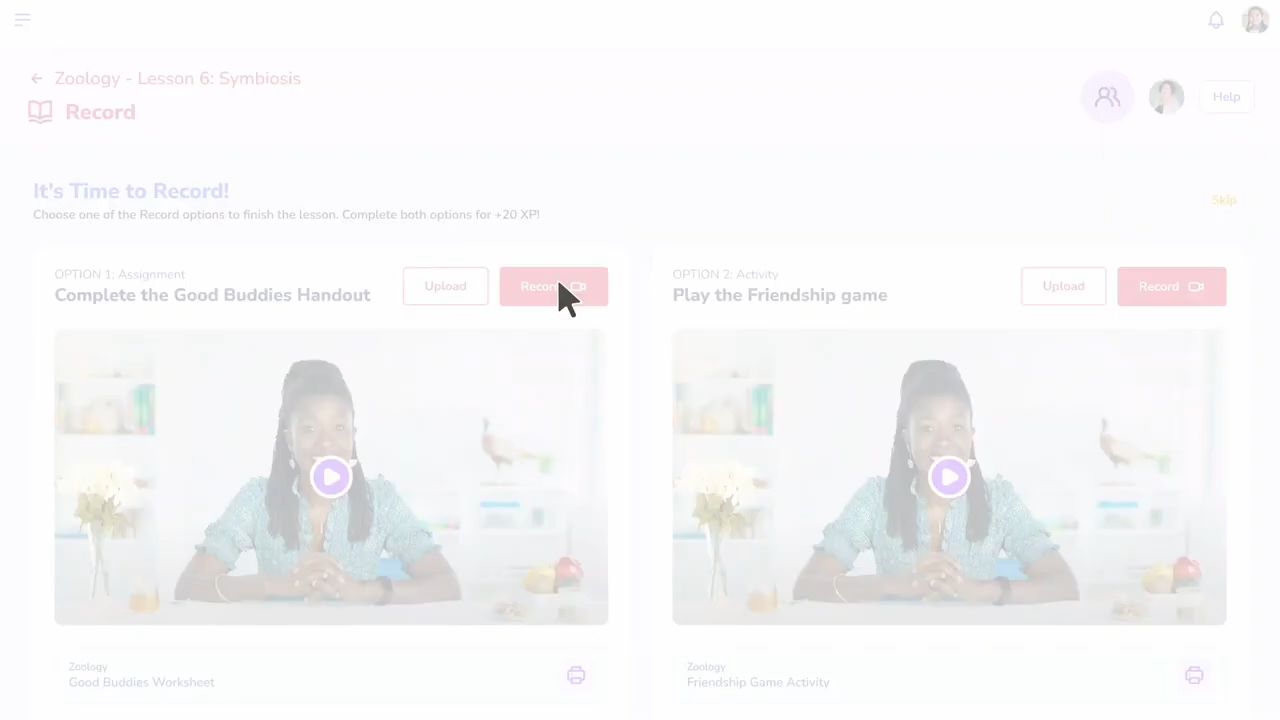 Zoology - Lesson 6: Symbiosis
Record
Help
It's Time to Record!
Choose one of the Record options to finish the lesson. Complete both options for +20 XP!
Skip
OPTION 1: Assignment
Complete the Good Buddies Handout
Upload
Record
OPTION 2: Activity
Play the Friendship game
Upload
Record
Zoology
Good Buddies Worksheet
Zoology
Friendship Game Activity